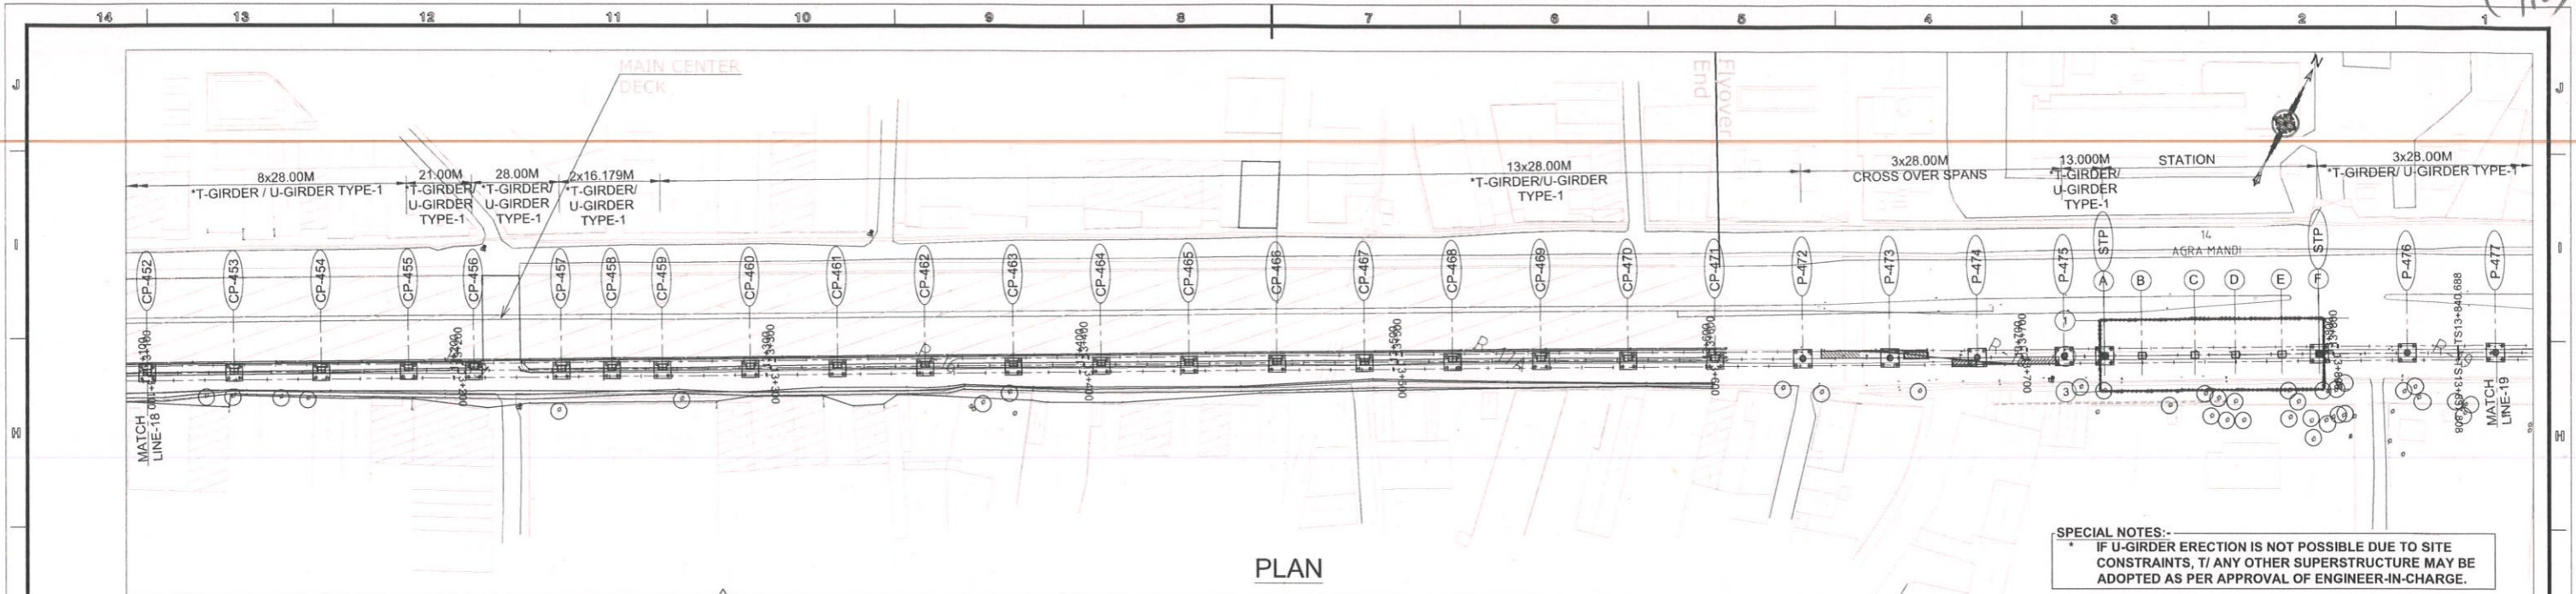 14 13 12 11 10 9 8 7 6 5 4 3 2 1
J
J
MAIN CENTER
DECK
Flyover
End
N
8x28.00M
*T-GIRDER / U-GIRDER TYPE-1
21.00M
*T-GIRDER/
U-GIRDER
TYPE-1
28.00M
*T-GIRDER/
U-GIRDER
TYPE-1
2x16.179M
*T-GIRDER/
U-GIRDER
TYPE-1
13x28.00M
*T-GIRDER/U-GIRDER
TYPE-1
3x28.00M
CROSS OVER SPANS
13.000M
*T-GIRDER/
U-GIRDER
TYPE-1
STATION
3x28.00M
*T-GIRDER/ U-GIRDER TYPE-1
I
I
CP-452
CP-453
CP-454
CP-455
CP-456
CP-457
CP-458
CP-459
CP-460
CP-461
CP-462
CP-463
CP-464
CP-465
CP-466
CP-467
CP-468
CP-469
CP-470
CP-471
P-472
P-473
P-474
P-475
STP
14
AGRA MANDI
STP
P-476
P-477
A B C D E F
1
3
TS13+840.688
MATCH
LINE-18
MATCH
LINE-19
H
H
PLAN
SPECIAL NOTES:-
* IF U-GIRDER ERECTION IS NOT POSSIBLE DUE TO SITE
CONSTRAINTS, T/ ANY OTHER SUPERSTRUCTURE MAY BE
ADOPTED AS PER APPROVAL OF ENGINEER-IN-CHARGE.